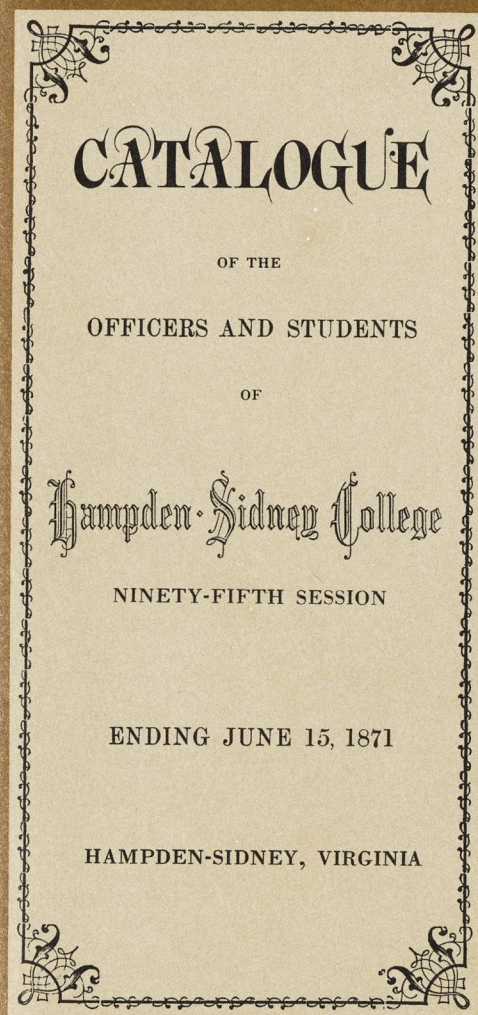 CATALOGUE
OF THE
OFFICERS AND STUDENTS
OF
Hampden-Sidney College
NINETY-FIFTH SESSION
ENDING JUNE 15, 1871
HAMPDEN-SIDNEY, VIRGINIA